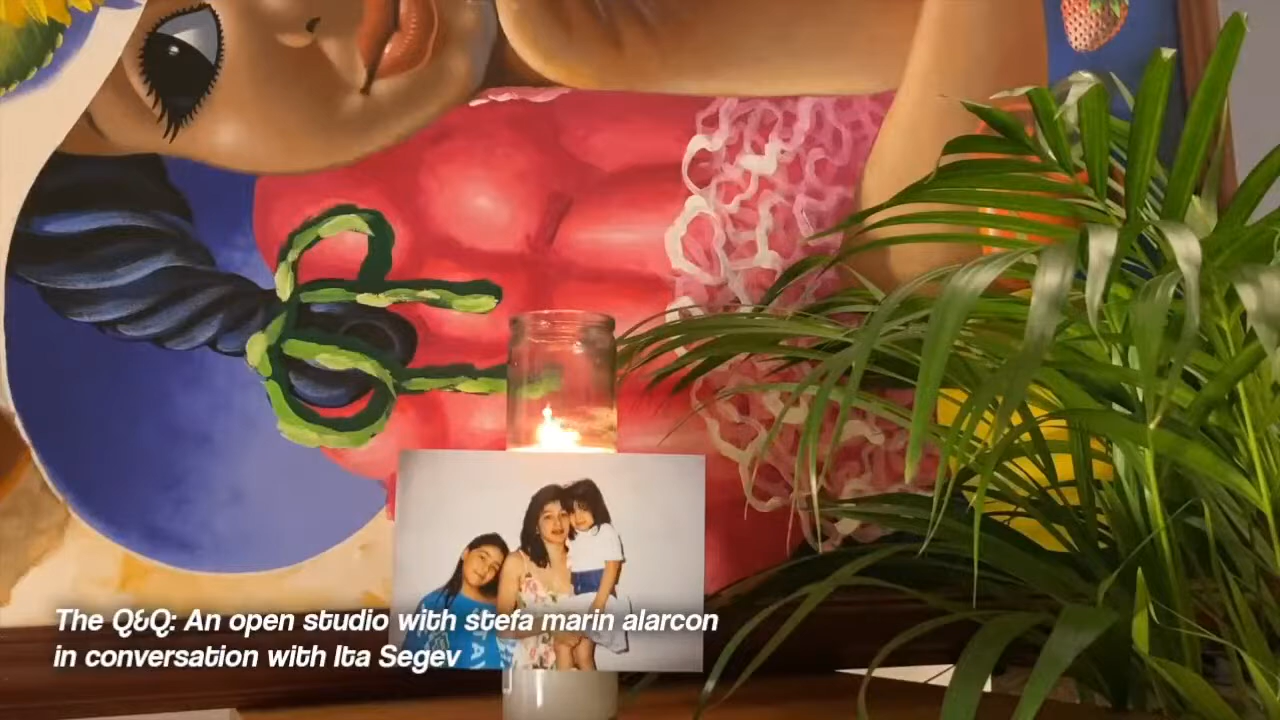 The Q&Q: An open studio with stefa marin alarcon
in conversation with Ita Segev